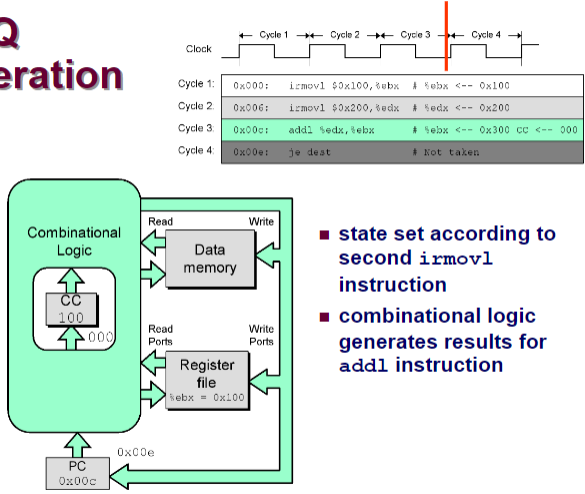 Q
eration
Cycle 1 Cycle 2 Cycle 3 Cycle 4
Clock
Cycle 1: 0x000: irmovl $0x100,%ebx # %ebx <-- 0x100
Cycle 2: 0x006: irmovl $0x200,%edx # %edx <-- 0x200
Cycle 3: 0x00c: addl %edx,%ebx # %ebx <-- 0x300 CC <-- 000
Cycle 4: 0x00e: je dest # Not taken
Combinational
Logic
CC
100
000
Read Write
Data
memory
Read
Ports
Write
Ports
Register
file
%ebx = 0x100
0x00e
PC
0x00c
■ state set according to
second irmovl
instruction
■ combinational logic
generates results for
addl instruction